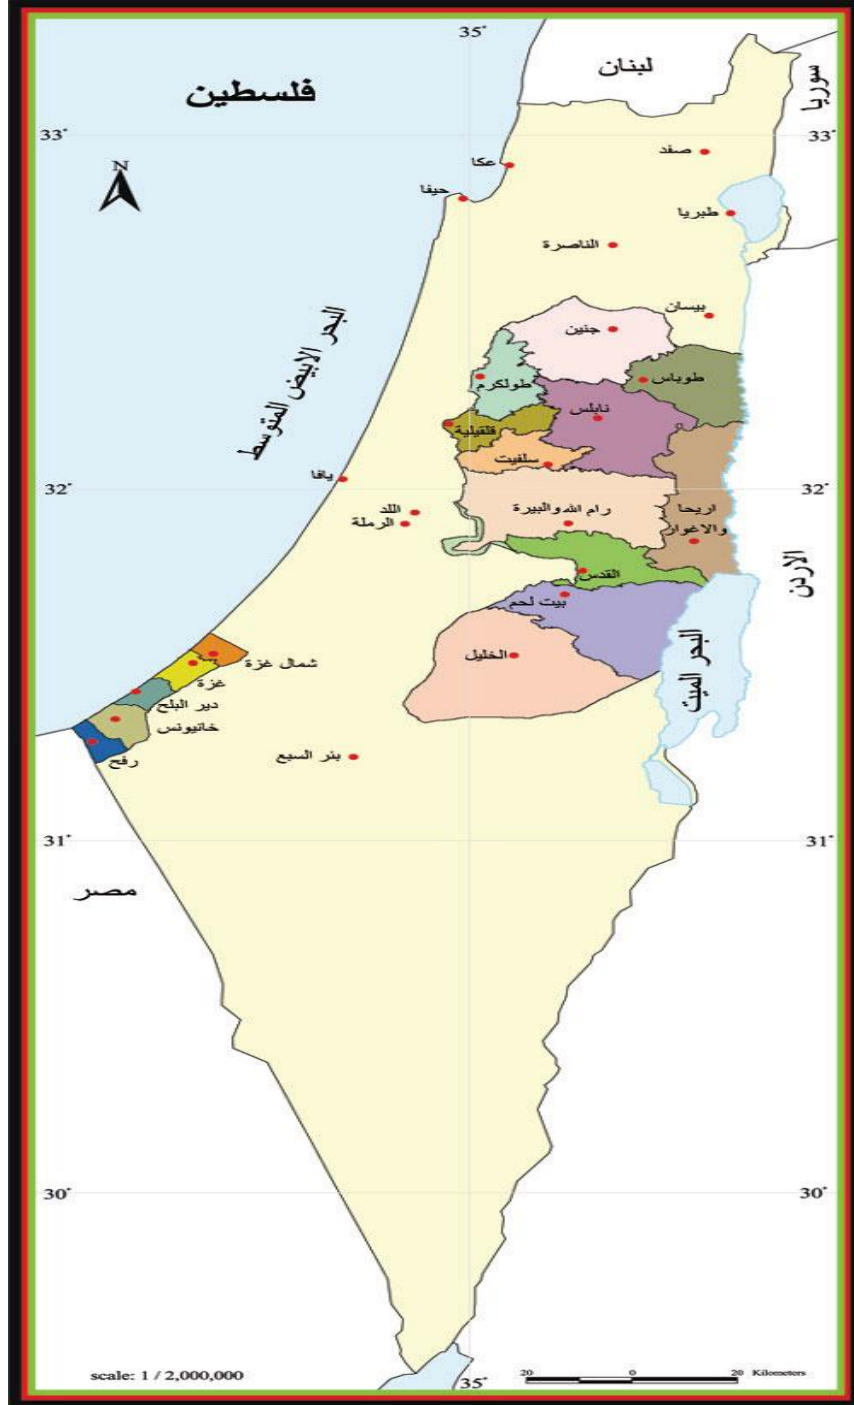 35°
لبنان
سوريا
فلسطين
33°
33°
صفد
عكا
N
حيفا
طبريا
الناصرة
بيسان
جنين
البحر الابيض المتوسط
طوباس
طولكرم
نابلس
قلقيلية
سلفيت
يافا
32°
32°
اللد
رام الله والبيرة
اريحا
والاغوار
الرملة
الاردن
القدس
بيت لحم
البحر الميت
الخليل
شمال غزة
غزة
دير البلح
خانيونس
رفح
بئر السبع
31°
31°
مصر
30°
30°
scale: 1 / 2,000,000
35°
20 0 20 Kilometers